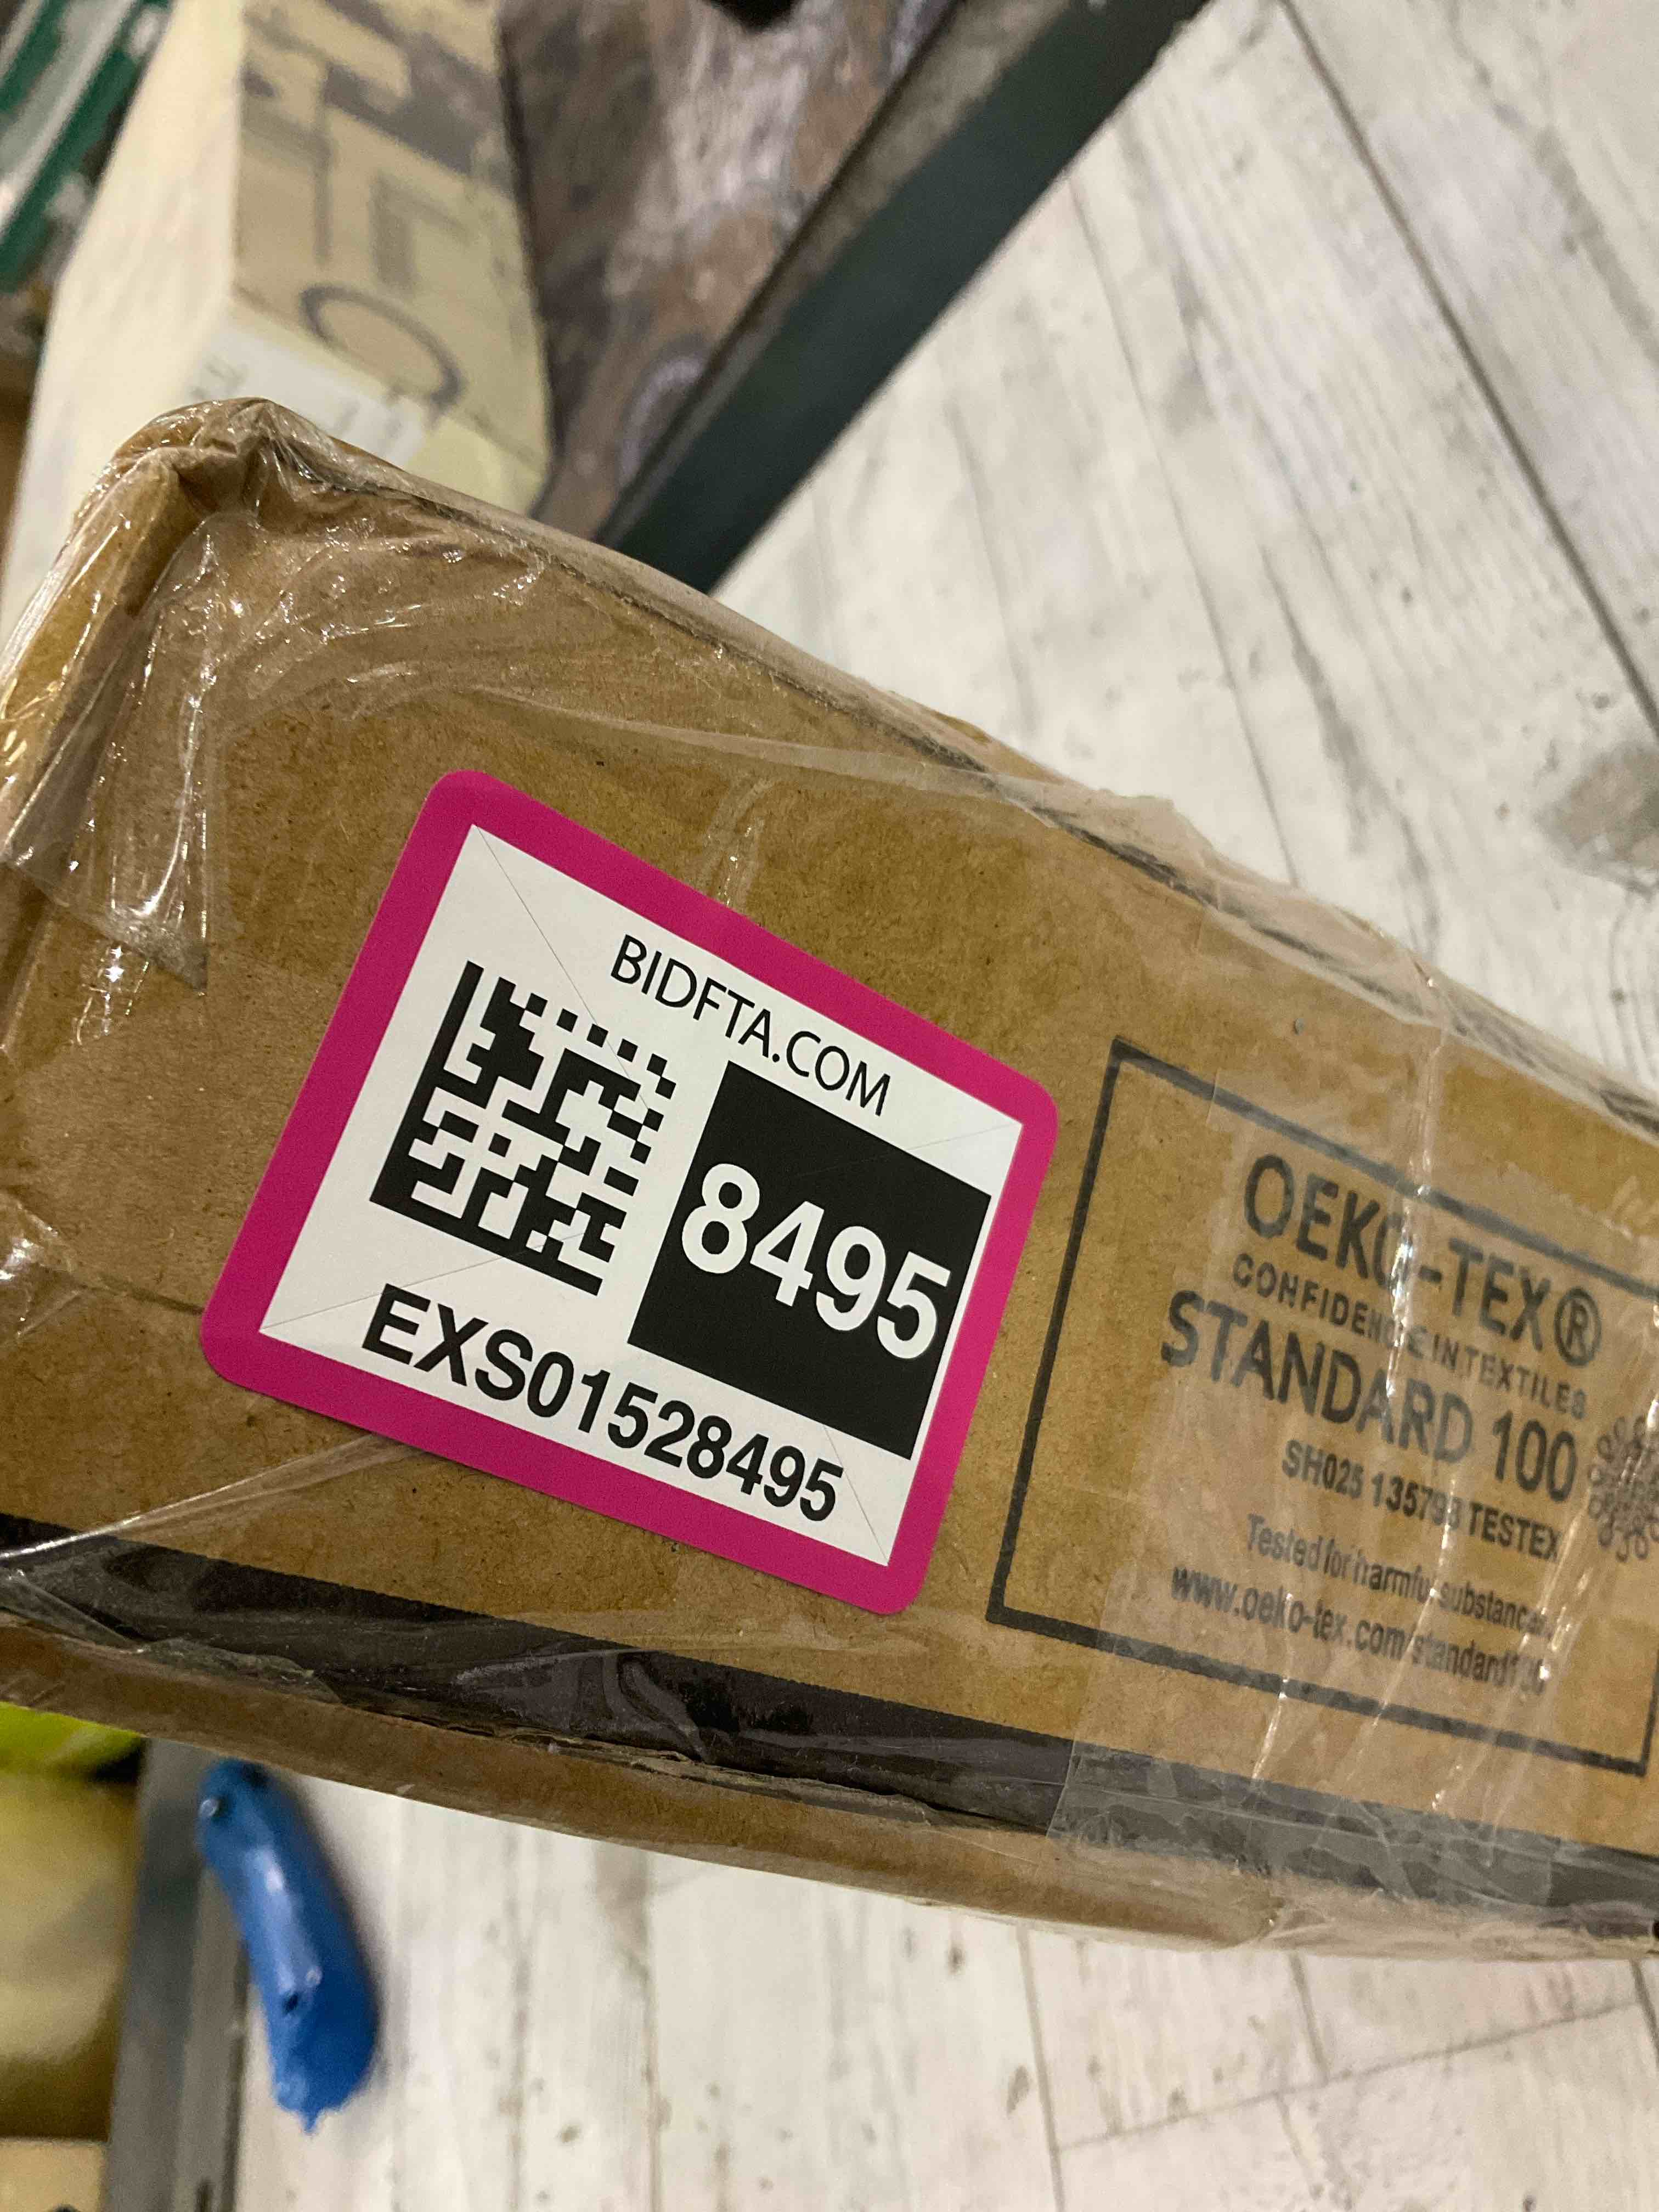 BIDFTA.COM
8495
EXS01528495
OEKO-TEX®
CONFIDENCE IN TEXTILES
STANDARD 100
SH025 135798 TESTEX
Tested for harmful substances
www.oeko-tex.com/standard100